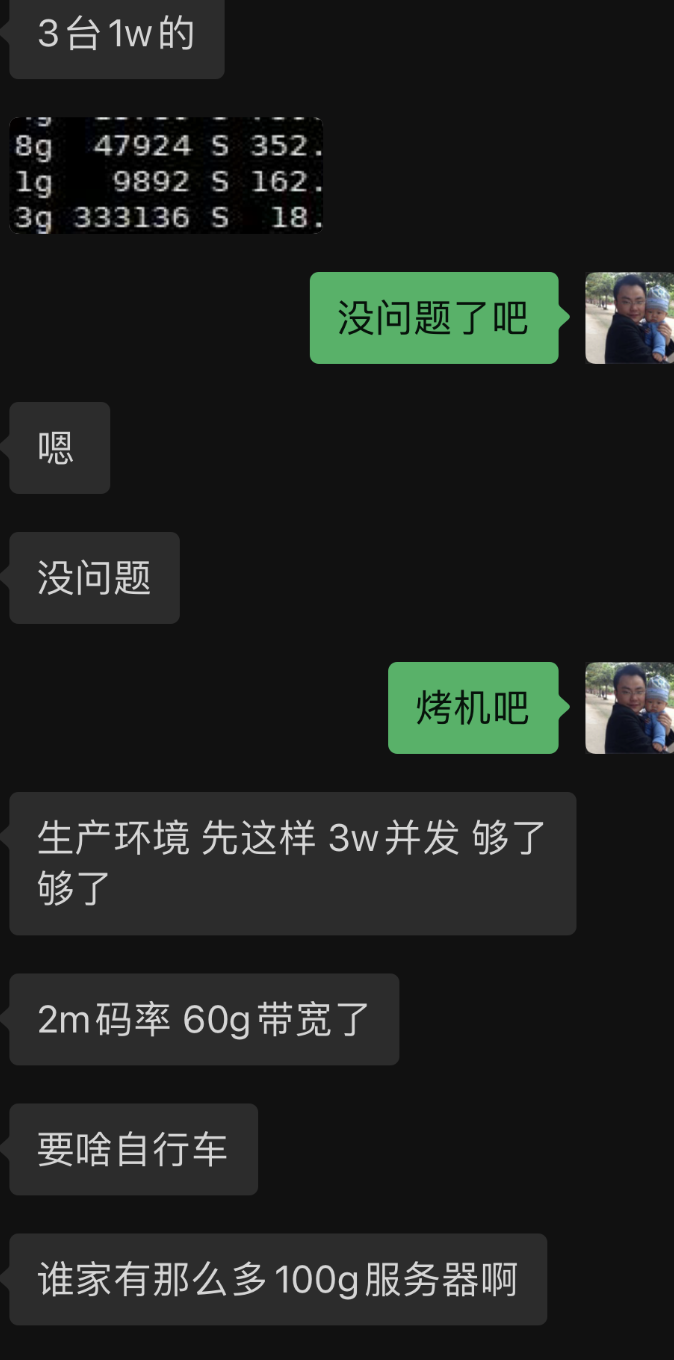 3台1w的
8g 47924 S 352.
1g 9892 S 162.
3g 333136 S 18.
没问题了吧
嗯
没问题
烤机吧
生产环境 先这样 3w并发 够了
够了
2m码率 60g带宽了
要啥自行车
谁家有那么多100g服务器啊